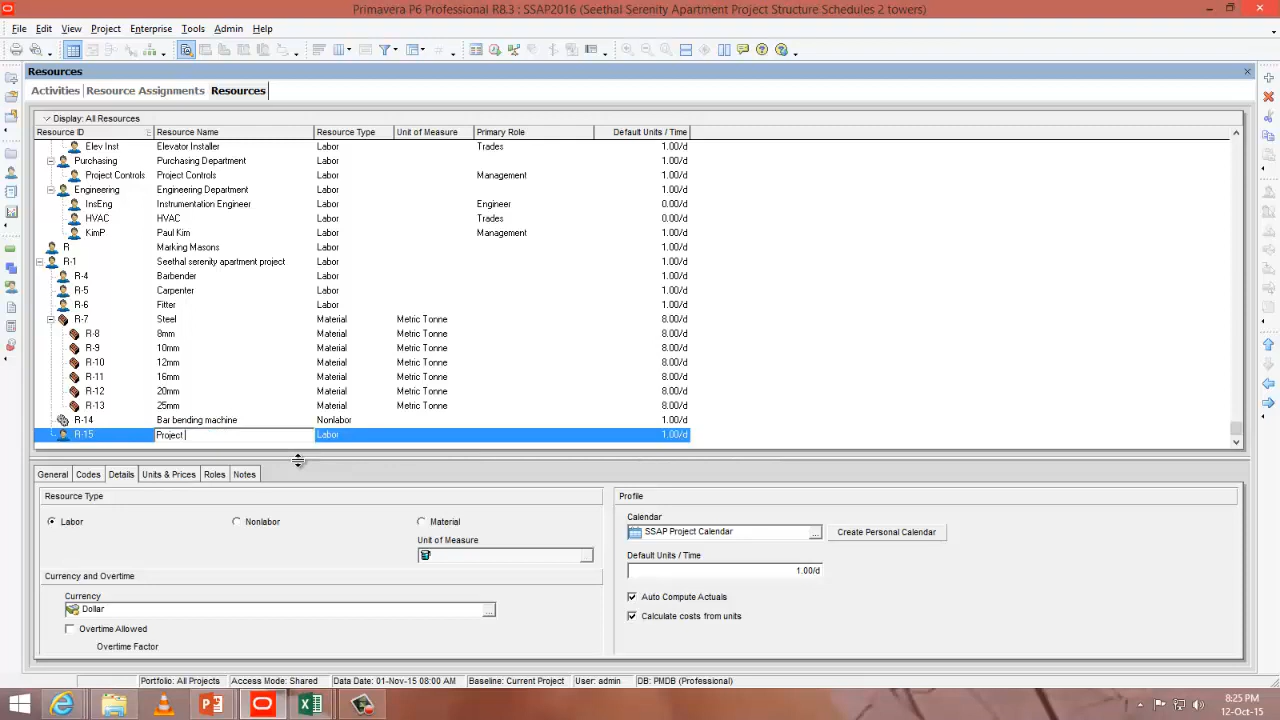 Primavera P6 Professional R8.3 : SSAP2016 (Seethal Serenity Apartment Project Structure Schedules 2 towers)
File Edit View Project Enterprise Tools Admin Help
Resources
Activities Resource Assignments Resources
Display: All Resources
Resource ID Resource Name Resource Type Unit of Measure Primary Role Default Units / Time
Elev Inst Elevator Installer Labor Trades 1.00/d
Purchasing Purchasing Department Labor 1.00/d
Project Controls Project Controls Labor Management 1.00/d
Engineering Engineering Department Labor 1.00/d
InsEng Instrumentation Engineer Labor Engineer 0.00/d
HVAC HVAC Labor Trades 0.00/d
KimP Paul Kim Labor Management 1.00/d
R Marking Masons Labor 1.00/d
R-1 Seethal serenity apartment project Labor 1.00/d
R-4 Barbender Labor 1.00/d
R-5 Carpenter Labor 1.00/d
R-6 Fitter Labor 1.00/d
R-7 Steel Material Metric Tonne 8.00/d
R-8 8mm Material Metric Tonne 8.00/d
R-9 10mm Material Metric Tonne 8.00/d
R-10 12mm Material Metric Tonne 8.00/d
R-11 16mm Material Metric Tonne 8.00/d
R-12 20mm Material Metric Tonne 8.00/d
R-13 25mm Material Metric Tonne 8.00/d
R-14 Bar bending machine Nonlabor 1.00/d
R-15 Project Labor 1.00/d
General Codes Details Units & Prices Roles Notes
Resource Type Profile
Labor Nonlabor Material
Calendar
SSAP Project Calendar ... Create Personal Calendar
Unit of Measure
Default Units / Time
1.00/d
Currency and Overtime
Currency
Dollar ...
Auto Compute Actuals
Calculate costs from units
Overtime Allowed
Overtime Factor
Portfolio: All Projects Access Mode: Shared Data Date: 01-Nov-15 08:00 AM Baseline: Current Project User: admin DB: PMDB (Professional)
8:25 PM
12-Oct-15